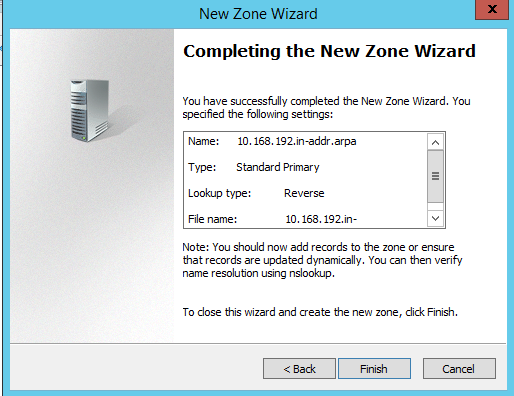 New Zone Wizard
x
Completing the New Zone Wizard
You have successfully completed the New Zone Wizard. You
specified the following settings:
Name: 10.168.192.in-addr.arpa
Type: Standard Primary
Lookup type: Reverse
File name: 10.168.192.in-
Note: You should now add records to the zone or ensure
that records are updated dynamically. You can then verify
name resolution using nslookup.
To close this wizard and create the new zone, click Finish.
< Back Finish Cancel